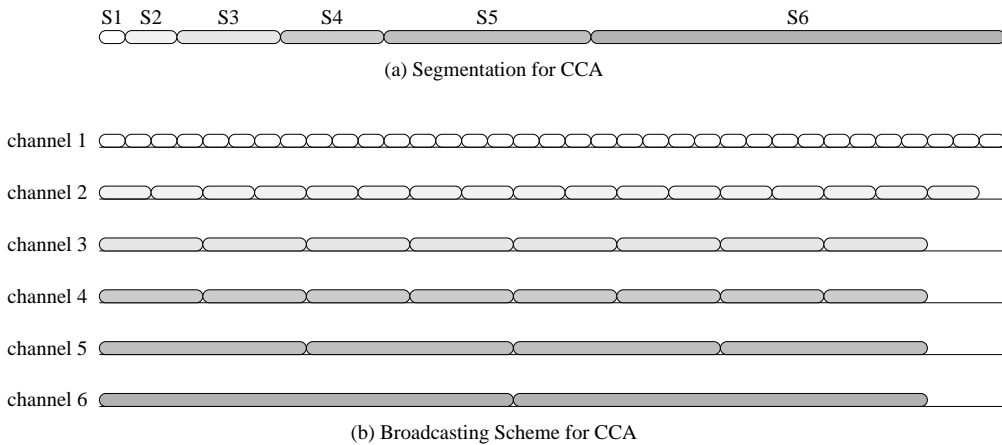 S1 S2 S3 S4 S5 S6
(a) Segmentation for CCA
channel 1
channel 2
channel 3
channel 4
channel 5
channel 6
(b) Broadcasting Scheme for CCA